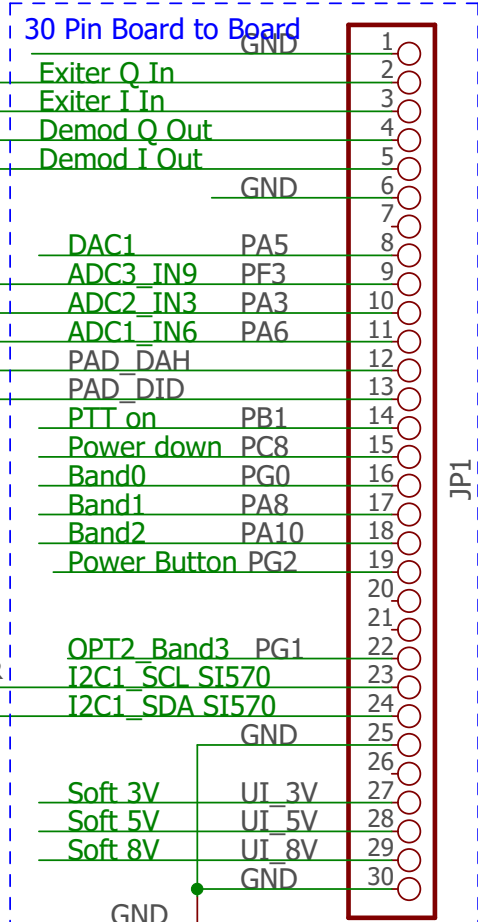 30 Pin Board to Board
GND 1
Exiter Q In 2
Exiter I In 3
Demod Q Out 4
Demod I Out 5
GND 6
7
DAC1 PA5 8
ADC3_IN9 PF3 9
ADC2_IN3 PA3 10
ADC1_IN6 PA6 11
PAD_DAH 12
PAD_DID 13
PTT on PB1 14
Power down PC8 15
Band0 PG0 16
Band1 PA8 17
Band2 PA10 18
Power Button PG2 19
JP1
20
21
OPT2_Band3 PG1 22
I2C1_SCL SI570 23
I2C1_SDA SI570 24
GND 25
26
Soft 3V UI_3V 27
Soft 5V UI_5V 28
Soft 8V UI_8V 29
GND 30
GND